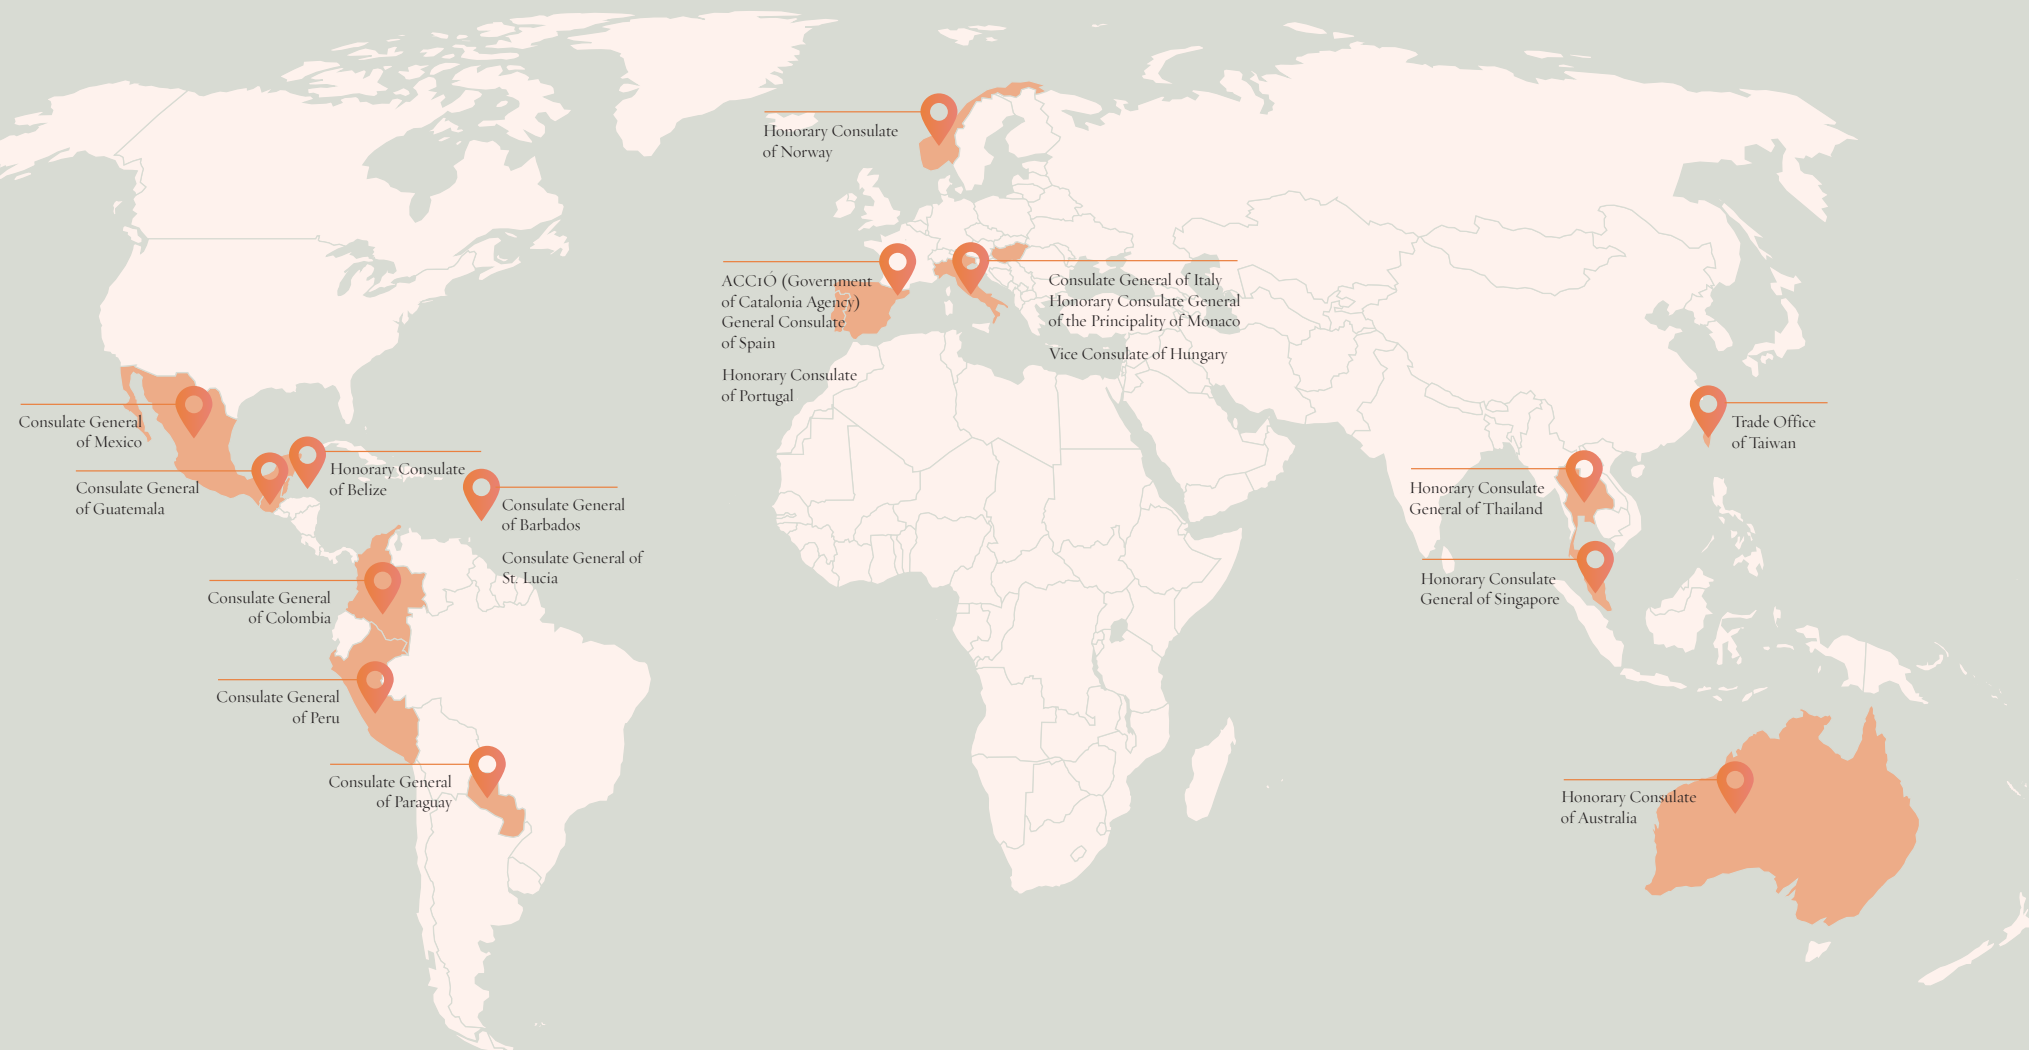 Honorary Consulate
of Norway
ACCIÓ (Government
of Catalonia Agency)
General Consulate
of Spain
Honorary Consulate
of Portugal
Consulate General of Italy
Honorary Consulate General
of the Principality of Monaco
Vice Consulate of Hungary
Consulate General
of Mexico
Consulate General
of Guatemala
Honorary Consulate
of Belize
Consulate General
of Barbados
Consulate General of
St. Lucia
Consulate General
of Colombia
Consulate General
of Peru
Consulate General
of Paraguay
Trade Office
of Taiwan
Honorary Consulate
General of Thailand
Honorary Consulate
General of Singapore
Honorary Consulate
of Australia